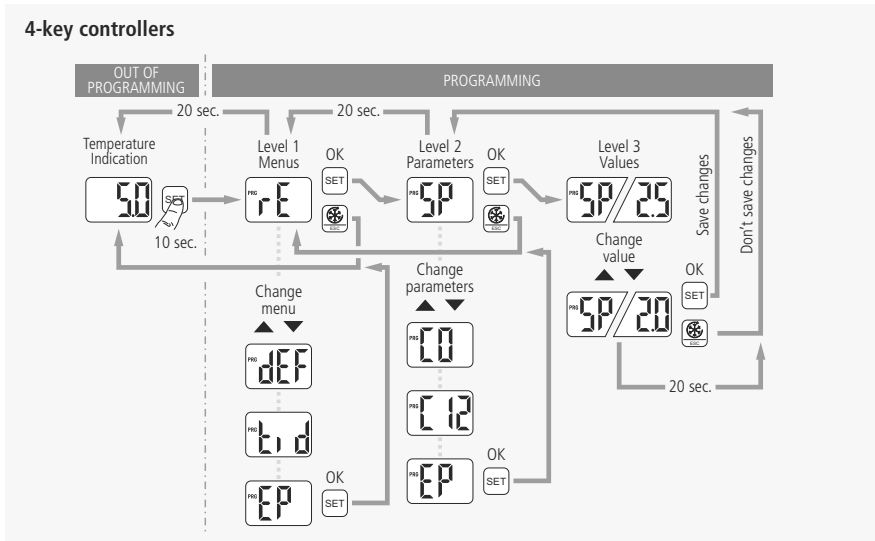 4-key controllers
OUT OF
PROGRAMMING
PROGRAMMING
20 sec.
20 sec.
Temperature
Indication
Level 1
Menus
OK
Level 2
Parameters
OK
Level 3
Values
5.0
SET
PRG
rE
SET
PRG
SP
SET
PRG
SP/2.5
ESC
ESC
10 sec.
Save changes
Don't save changes
Change
value
Change
menu
Change
parameters
PRG
SP/2.0
OK
SET
ESC
20 sec.
PRG
dEF
PRG
C0
PRG
tid
PRG
C12
PRG
EP
OK
SET
PRG
EP
OK
SET